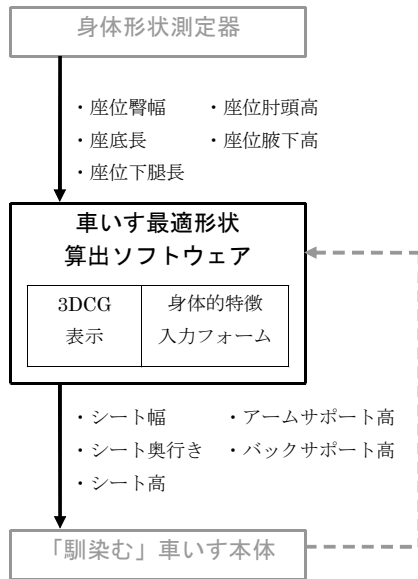 身体形状測定器
・座位臀幅 ・座位肘頭高
・座底長 ・座位腋下高
・座位下腿長
車いす最適形状
算出ソフトウェア
3DCG
表示
身体的特徴
入力フォーム
・シート幅 ・アームサポート高
・シート奥行き ・バックサポート高
・シート高
「馴染む」車いす本体